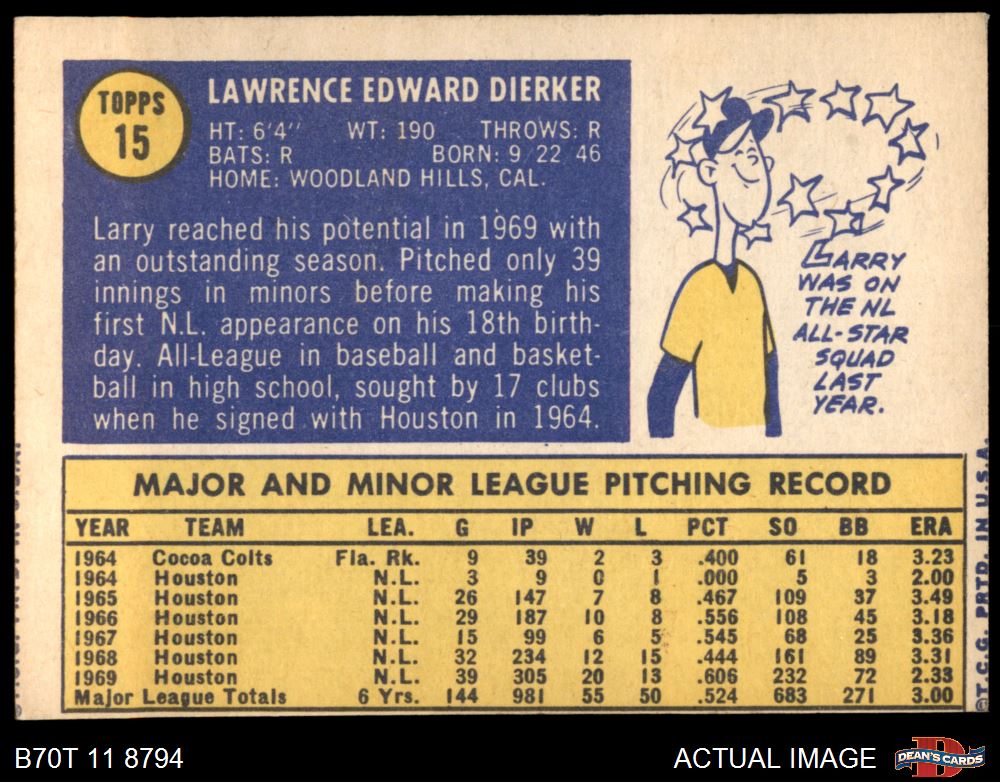 TOPPS
15
LAWRENCE EDWARD DIERKER
HT: 6'4'' WT: 190 THROWS: R
BATS: R BORN: 9 22 46
HOME: WOODLAND HILLS, CAL.
Larry reached his potential in 1969 with
an outstanding season. Pitched only 39
innings in minors before making his
first N.L. appearance on his 18th birth-
day. All-League in baseball and basket-
ball in high school, sought by 17 clubs
when he signed with Houston in 1964.
LARRY
WAS ON
THE NL
ALL-STAR
SQUAD
LAST
YEAR.
MAJOR AND MINOR LEAGUE PITCHING RECORD
YEAR TEAM LEA. G IP W L PCT SO BB ERA
1964 Cocoa Colts Fla. Rk. 9 39 2 3 .400 61 18 3.23
1964 Houston N.L. 3 9 0 1 .000 5 3 2.00
1965 Houston N.L. 26 147 7 8 .467 109 37 3.49
1966 Houston N.L. 29 187 10 8 .556 108 45 3.18
1967 Houston N.L. 15 99 6 5 .545 68 25 3.36
1968 Houston N.L. 32 234 12 15 .444 161 89 3.31
1969 Houston N.L. 39 305 20 13 .606 232 72 2.33
Major League Totals 6 Yrs. 144 981 55 50 .524 683 271 3.00
©T.C.G. PRTD. IN U.S.A.
B70T 11 8794
ACTUAL IMAGE
DEAN'S CARDS